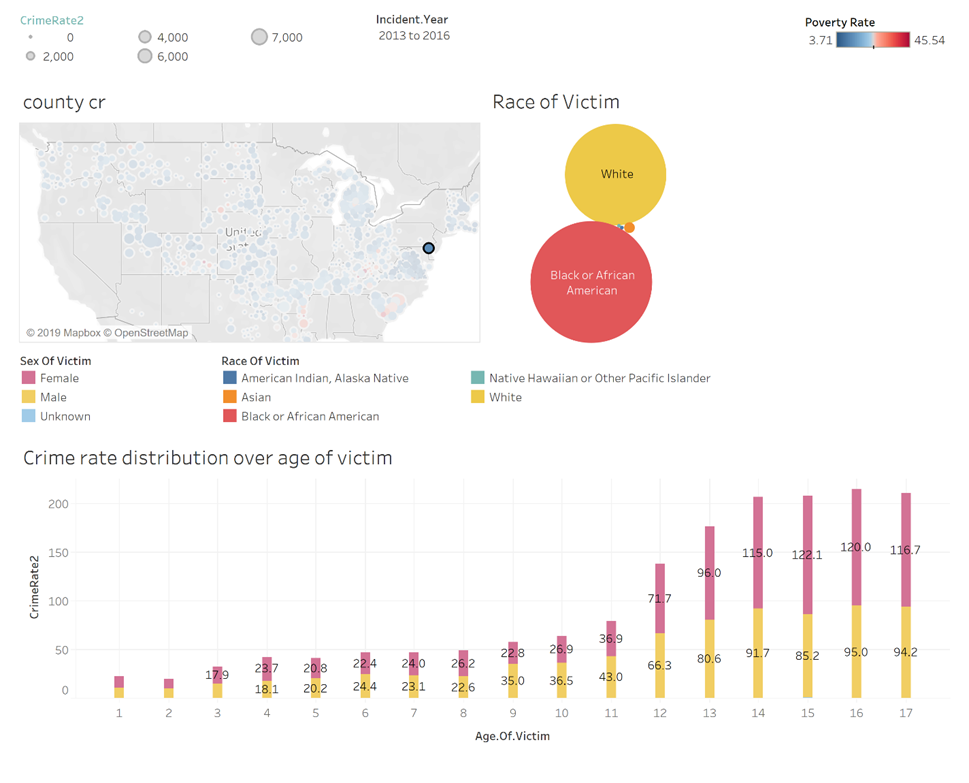 CrimeRate2
0
4,000
7,000
2,000
6,000
Incident.Year
2013 to 2016
Poverty Rate
3.71
45.54
county cr
© 2019 Mapbox © OpenStreetMap
Race of Victim
White
Black or African
American
Sex Of Victim
Female
Male
Unknown
Race Of Victim
American Indian, Alaska Native
Asian
Black or African American
Native Hawaiian or Other Pacific Islander
White
Crime rate distribution over age of victim
CrimeRate2
200
150
100
50
0
17.9
23.7
18.1
20.8
20.2
22.4
24.4
24.0
23.1
26.2
22.6
22.8
35.0
26.9
36.5
36.9
43.0
71.7
66.3
96.0
80.6
115.0
91.7
122.1
85.2
120.0
95.0
116.7
94.2
1 2 3 4 5 6 7 8 9 10 11 12 13 14 15 16 17
Age.Of.Victim